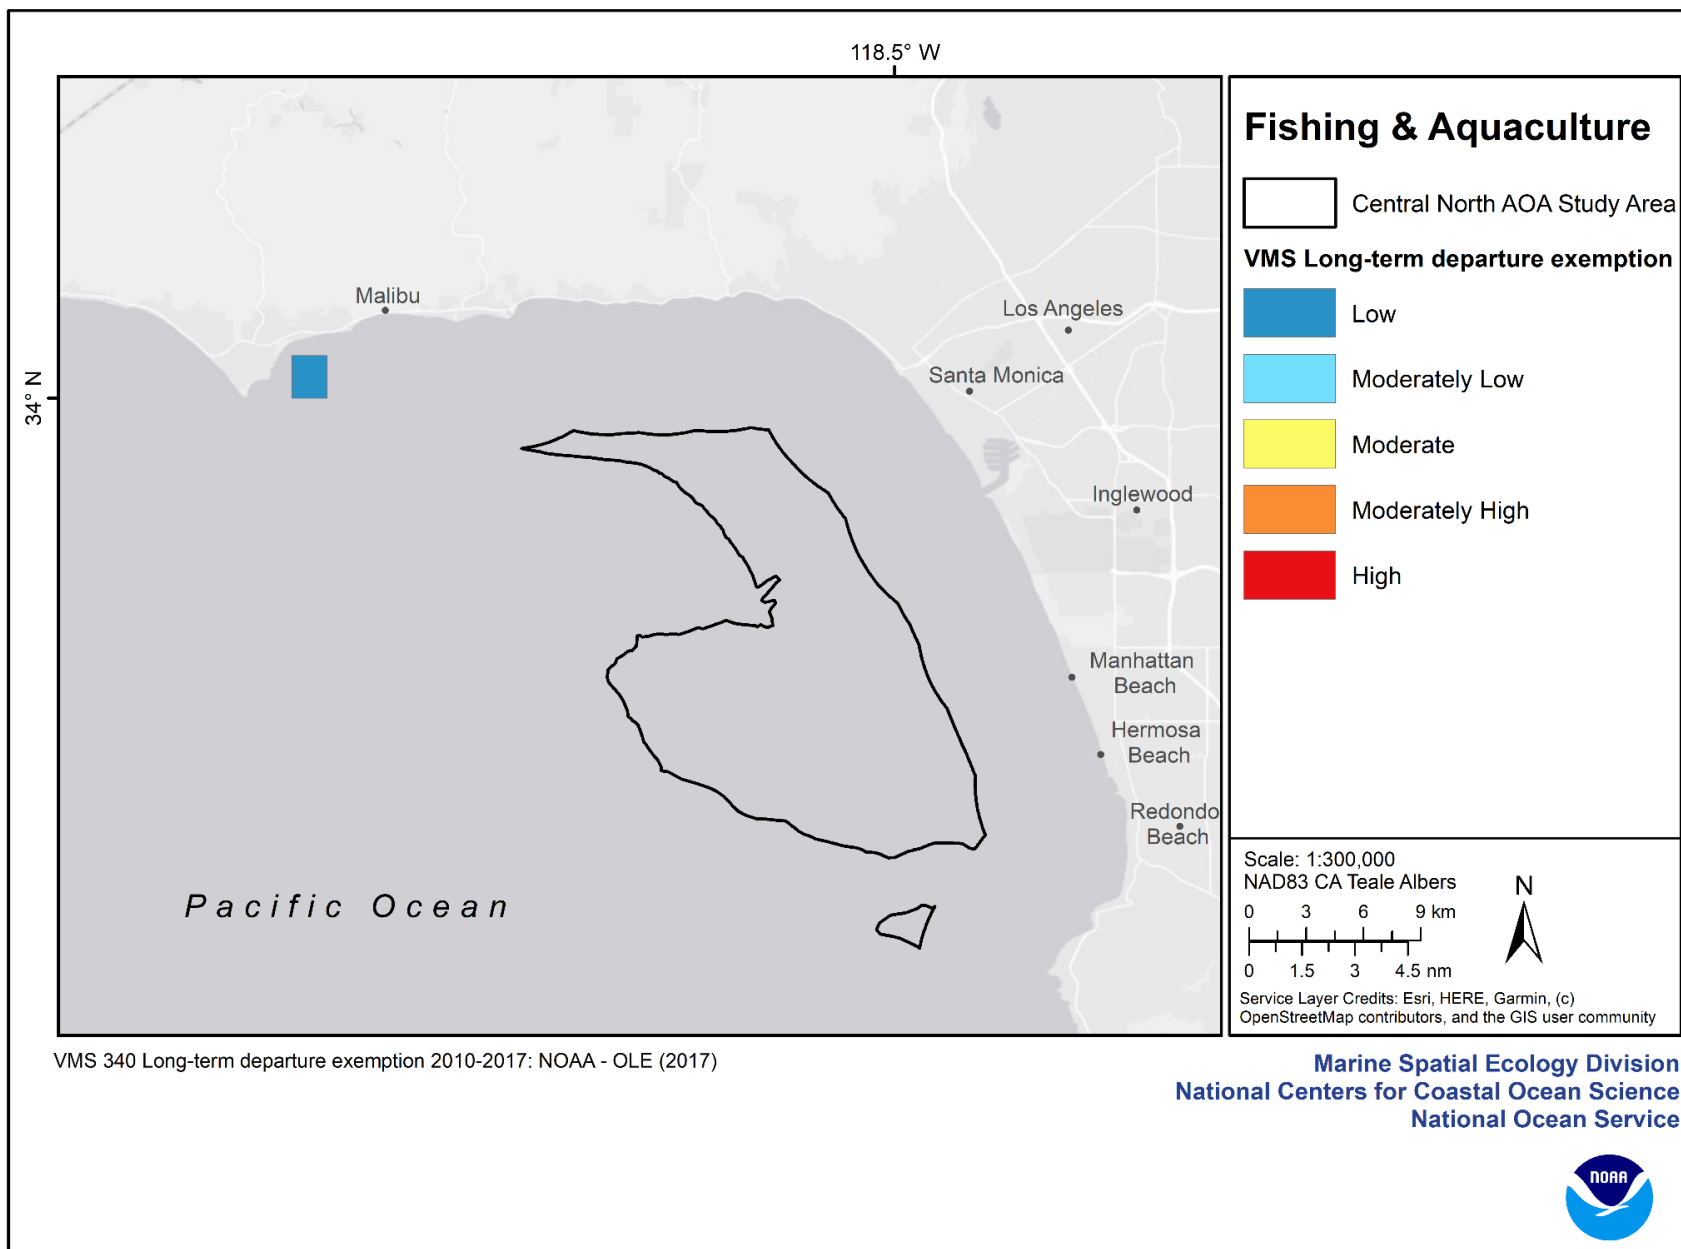 118.5° W
34° N
Malibu
Los Angeles
Santa Monica
Inglewood
Manhattan
Beach
Hermosa
Beach
Redondo
Beach
Pacific Ocean
Fishing & Aquaculture
Central North AOA Study Area
VMS Long-term departure exemption
Low
Moderately Low
Moderate
Moderately High
High
Scale: 1:300,000
NAD83 CA Teale Albers
0 3 6 9 km
0 1.5 3 4.5 nm
N
Service Layer Credits: Esri, HERE, Garmin, (c)
OpenStreetMap contributors, and the GIS user community
VMS 340 Long-term departure exemption 2010-2017: NOAA - OLE (2017)
Marine Spatial Ecology Division
National Centers for Coastal Ocean Science
National Ocean Service
NOAA